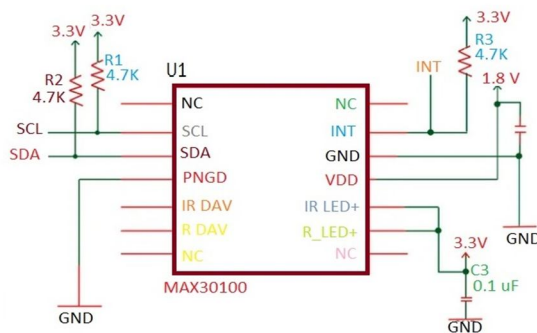 3.3V
3.3V
R1
4.7K
R2
4.7K
SCL
SDA
GND
U1
NC
SCL
SDA
PNGD
IR DAV
R DAV
NC
NC
INT
GND
VDD
IR LED+
R_LED+
NC
MAX30100
INT
3.3V
R3
4.7K
1.8 V
GND
3.3V
C3
0.1 uF
GND